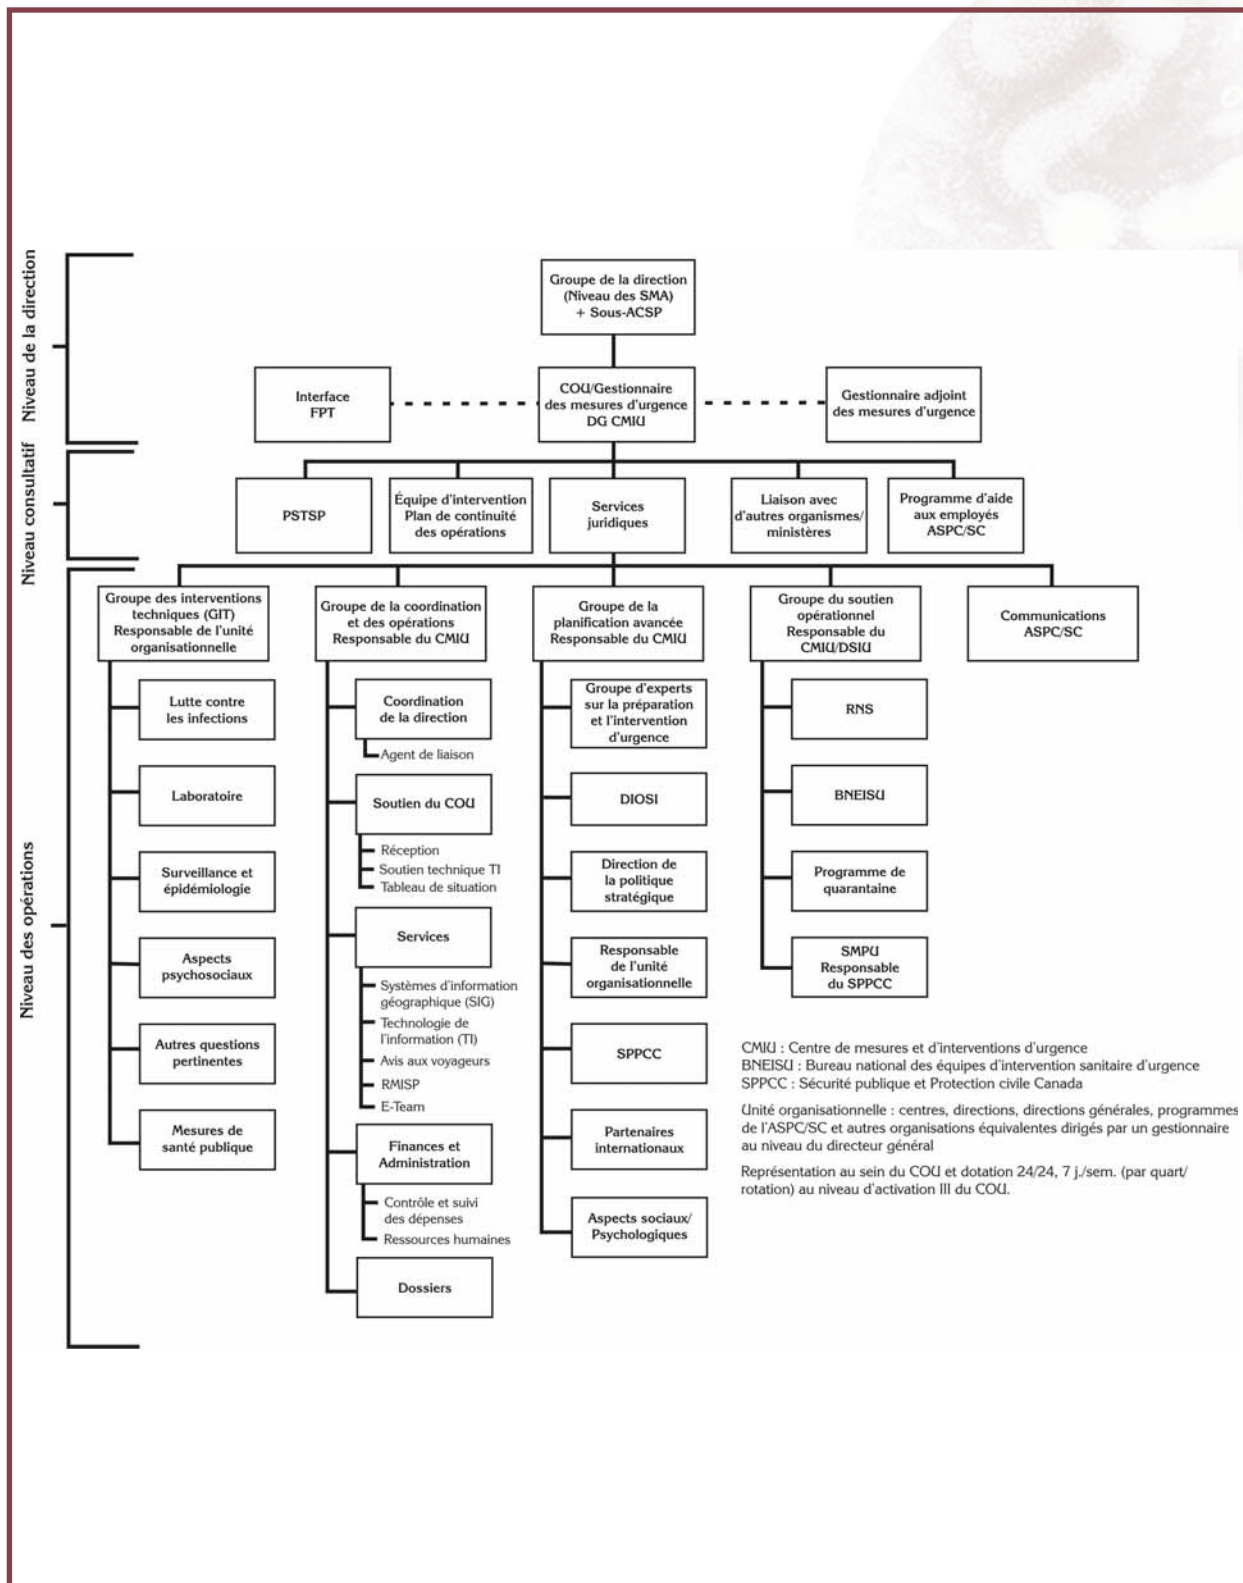 Niveau de la direction
Groupe de la direction
(Niveau des SMA)
+ Sous-ACSP
Interface
FPT
COU/Gestionnaire
des mesures d'urgence
DG CMIU
Gestionnaire adjoint
des mesures d'urgence
Niveau consultatif
PSTSP
Équipe d'intervention
Plan de continuité
des opérations
Services
juridiques
Liaison avec
d'autres organismes/
ministères
Programme d'aide
aux employés
ASPC/SC
Niveau des opérations
Groupe des interventions
techniques (GIT)
Responsable de l'unité
organisationnelle
Lutte contre
les infections
Laboratoire
Surveillance et
épidémiologie
Aspects
psychosociaux
Autres questions
pertinentes
Mesures de
santé publique
Groupe de la coordination
et des opérations
Responsable du CMIU
Coordination
de la direction
Agent de liaison
Soutien du COU
Réception
Soutien technique TI
Tableau de situation
Services
Systèmes d'information
géographique (SIG)
Technologie de
l'information (TI)
Avis aux voyageurs
RMISP
E-Team
Finances et
Administration
Contrôle et suivi
des dépenses
Ressources humaines
Dossiers
Groupe de la
planification avancée
Responsable du CMIU
Groupe d'experts
sur la préparation
et l'intervention
d'urgence
DIOSI
Direction de
la politique
stratégique
Responsable
de l'unité
organisationnelle
SPPCC
Partenaires
internationaux
Aspects sociaux/
Psychologiques
Groupe du soutien
opérationnel
Responsable du
CMIU/DSIU
RNS
BNEISU
Programme de
quarantaine
SMPU
Responsable
du SPPCC
Communications
ASPC/SC
CMIU : Centre de mesures et d'interventions d'urgence
BNEISU : Bureau national des équipes d'intervention sanitaire d'urgence
SPPCC : Sécurité publique et Protection civile Canada
Unité organisationnelle : centres, directions, directions générales, programmes
de l'ASPC/SC et autres organisations équivalentes dirigés par un gestionnaire
au niveau du directeur général
Représentation au sein du COU et dotation 24/24, 7 j./sem. (par quart/
rotation) au niveau d'activation III du COU.